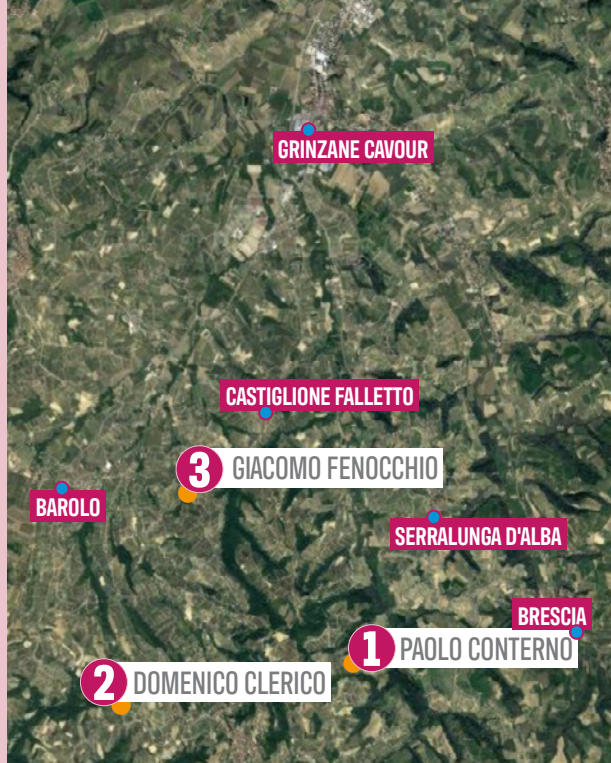 GRINZANE CAVOUR
CASTIGLIONE FALLETTO
3 GIACOMO FENOCCHIO
BAROLO
SERRALUNGA D'ALBA
BRESCIA
1 PAOLO CONTERNO
2 DOMENICO CLERICO